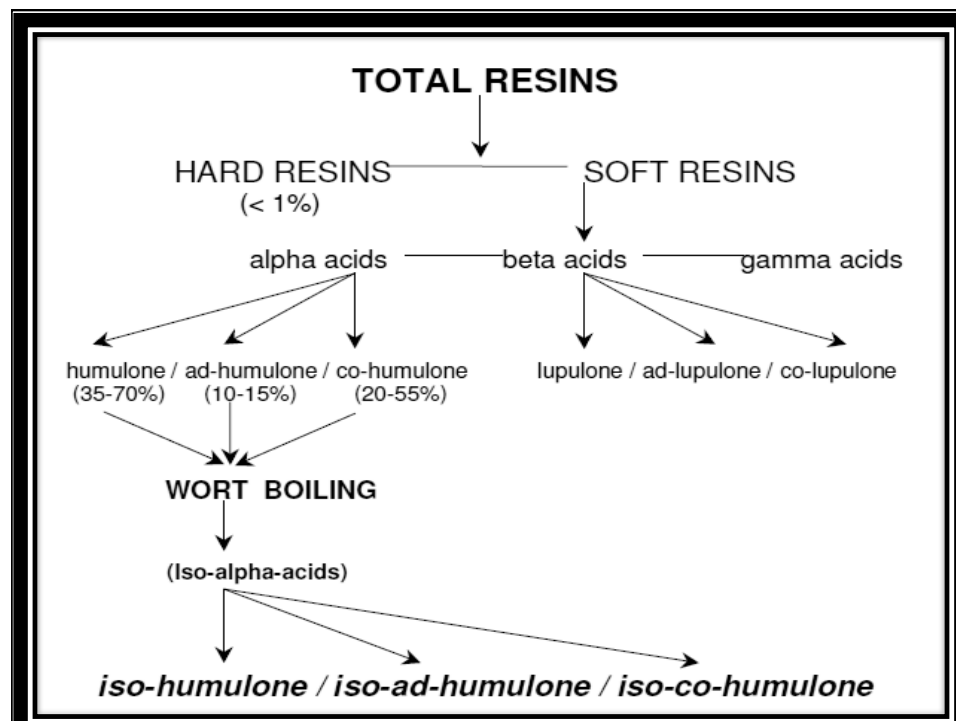 TOTAL RESINS
HARD RESINS SOFT RESINS
(< 1%)
alpha acids beta acids gamma acids
humulone / ad-humulone / co-humulone lupulone / ad-lupulone / co-lupulone
(35-70%) (10-15%) (20-55%)
WORT BOILING
(Iso-alpha-acids)
iso-humulone / iso-ad-humulone / iso-co-humulone